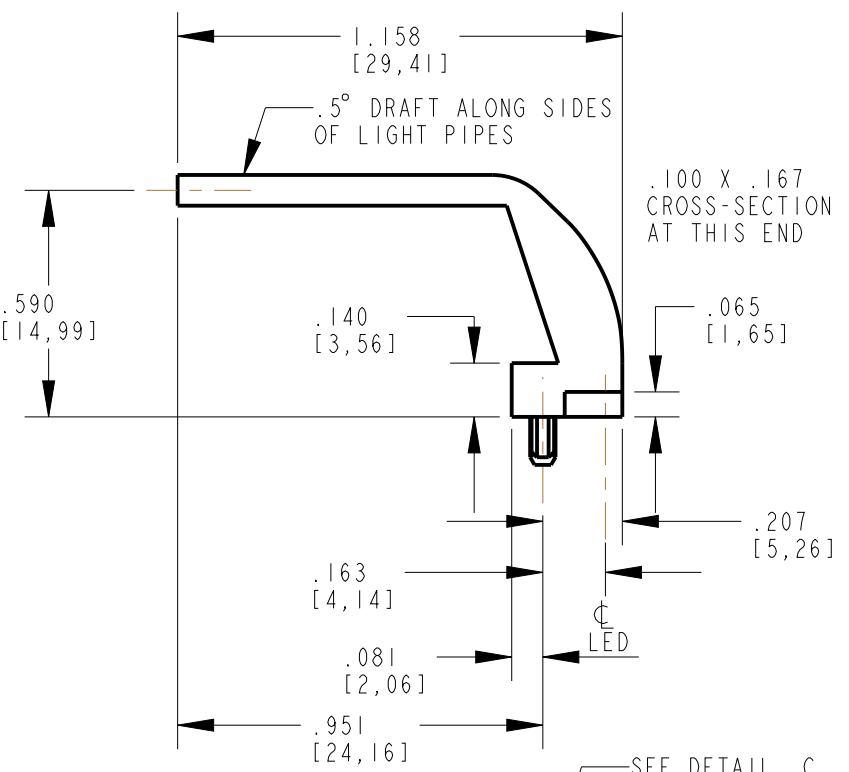 1.158
[29,41]
.5° DRAFT ALONG SIDES
OF LIGHT PIPES
.100 X .167
CROSS-SECTION
AT THIS END
.590
[14,99]
.140
[3,56]
.065
[1,65]
.207
[5,26]
.163
[4,14]
℄
LED
.081
[2,06]
.951
[24,16]
SEE DETAIL C